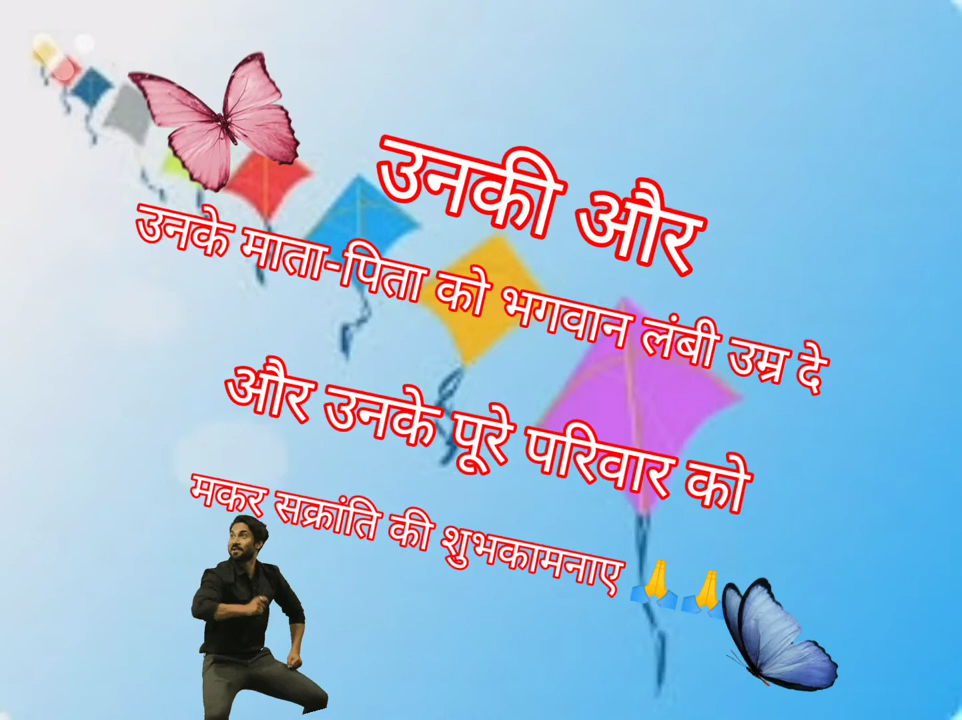 उनकी और
उनके माता-पिता को भगवान लंबी उम्र दे
और उनके पूरे परिवार को
मकर सक्रांति की शुभकामनाए 🙏🙏